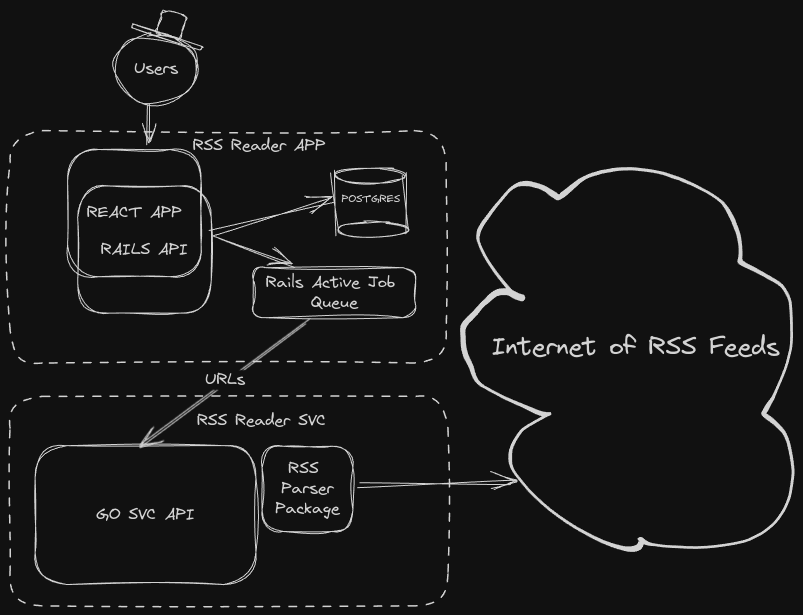 Users
RSS Reader APP
REACT APP
RAILS API
POSTGRES
Rails Active Job
Queue
URLs
Internet of RSS Feeds
RSS Reader SVC
GO SVC API
RSS
Parser
Package